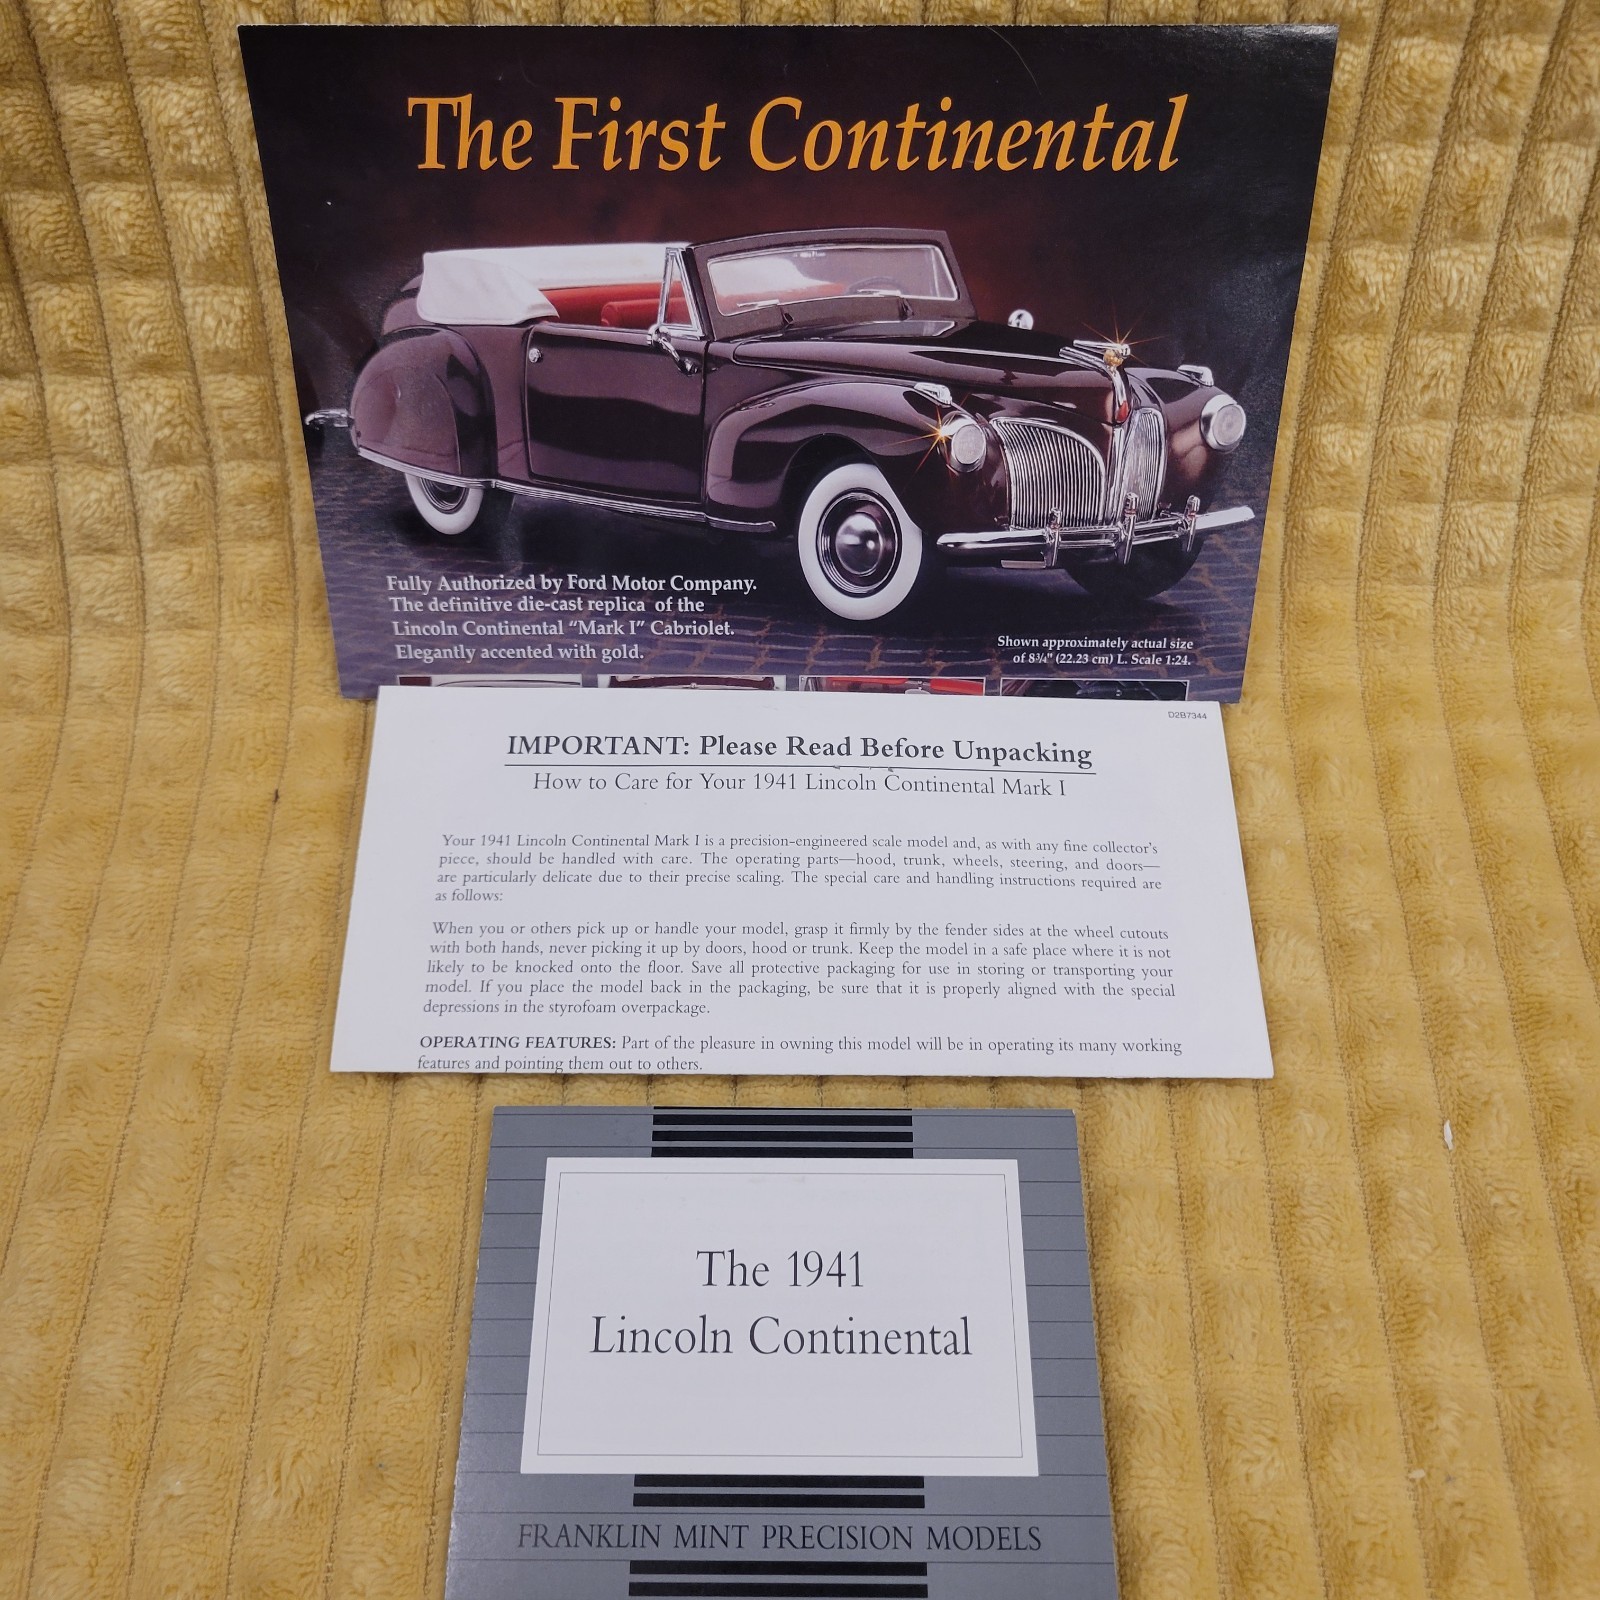 The First Continental
Fully Authorized by Ford Motor Company.
The definitive die-cast replica of the
Lincoln Continental "Mark I" Cabriolet.
Elegantly accented with gold.
Shown approximately actual size
of 8¾" (22.23 cm) L. Scale 1:24.
D2B7344
IMPORTANT: Please Read Before Unpacking
How to Care for Your 1941 Lincoln Continental Mark I
Your 1941 Lincoln Continental Mark I is a precision-engineered scale model and, as with any fine collector's
piece, should be handled with care. The operating parts—hood, trunk, wheels, steering, and doors—
are particularly delicate due to their precise scaling. The special care and handling instructions required are
as follows:
When you or others pick up or handle your model, grasp it firmly by the fender sides at the wheel cutouts
with both hands, never picking it up by doors, hood or trunk. Keep the model in a safe place where it is not
likely to be knocked onto the floor. Save all protective packaging for use in storing or transporting your
model. If you place the model back in the packaging, be sure that it is properly aligned with the special
depressions in the styrofoam overpackage.
OPERATING FEATURES: Part of the pleasure in owning this model will be in operating its many working
features and pointing them out to others.
The 1941
Lincoln Continental
FRANKLIN MINT PRECISION MODELS